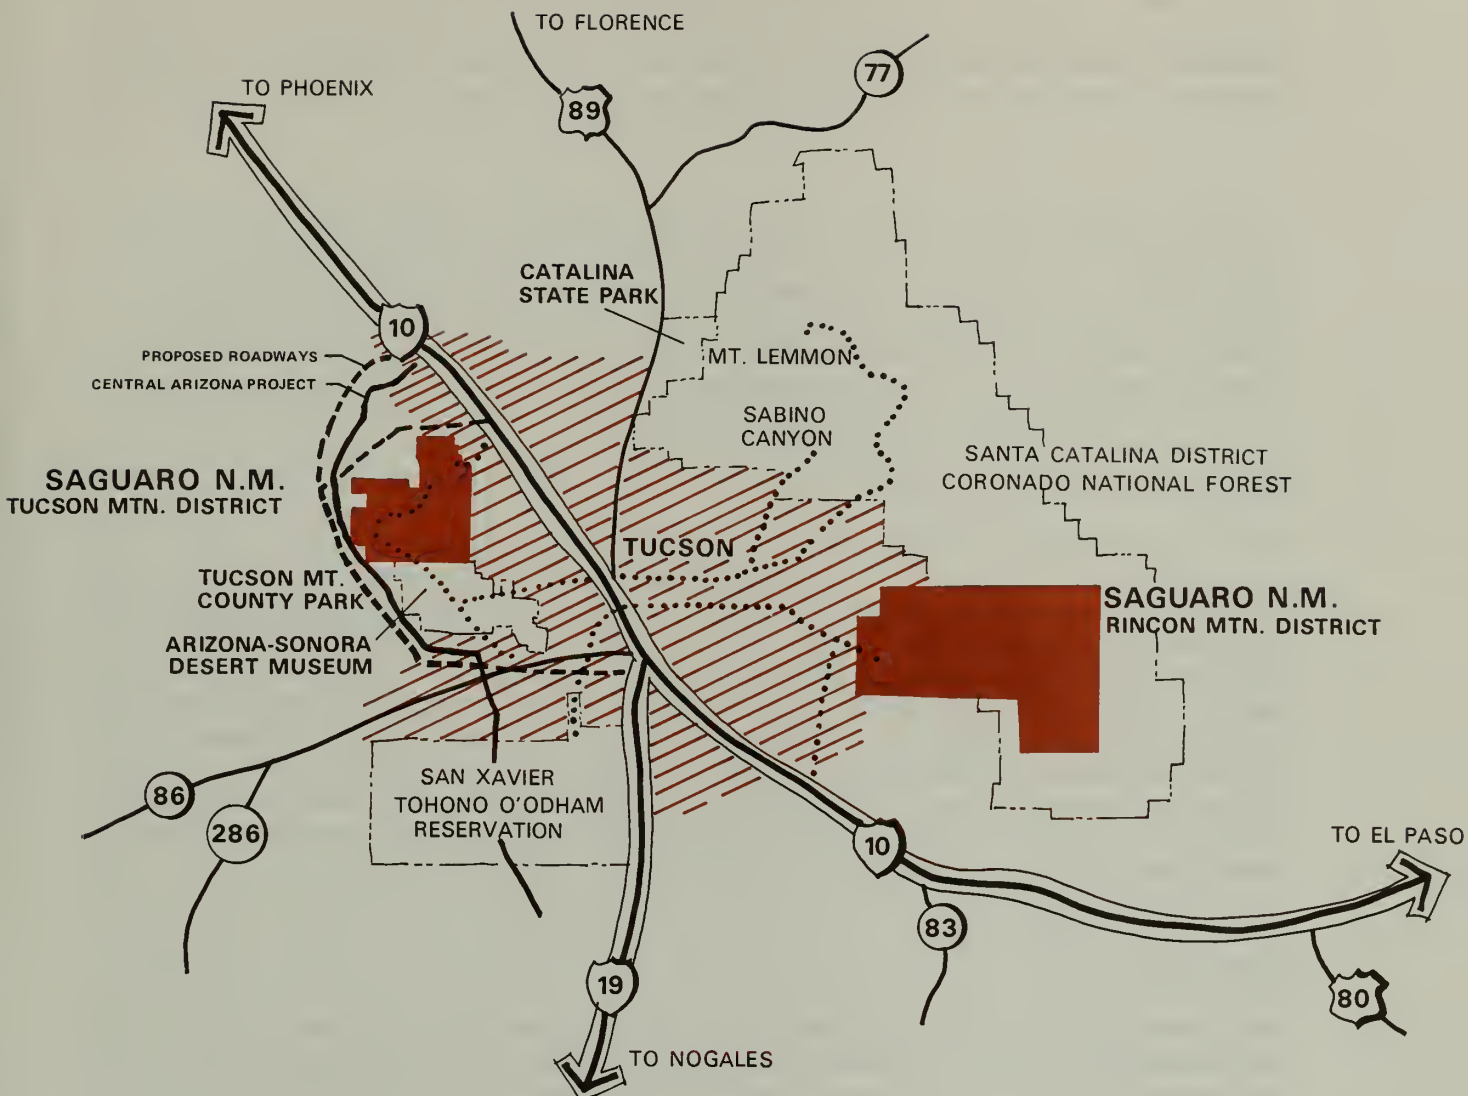 TO FLORENCE
77
TO PHOENIX
89
CATALINA
STATE PARK
10
PROPOSED ROADWAYS
CENTRAL ARIZONA PROJECT
MT. LEMMON
SABINO
CANYON
SANTA CATALINA DISTRICT
CORONADO NATIONAL FOREST
SAGUARO N.M.
TUCSON MTN. DISTRICT
TUCSON
TUCSON MT.
COUNTY PARK
SAGUARO N.M.
RINCON MTN. DISTRICT
ARIZONA-SONORA
DESERT MUSEUM
SAN XAVIER
TOHONO O'ODHAM
RESERVATION
86
286
10
TO EL PASO
83
19
80
TO NOGALES